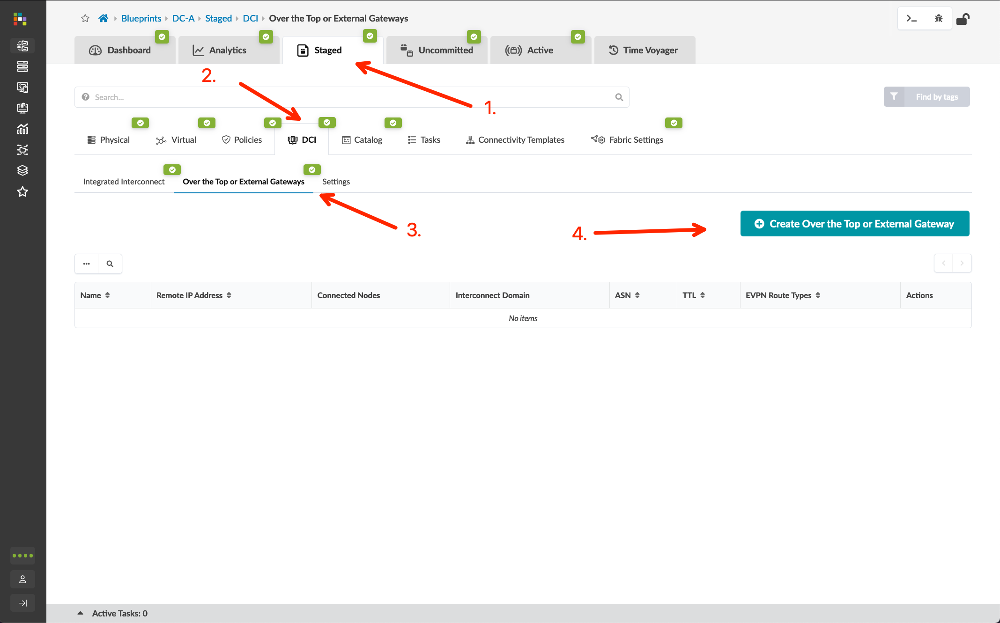 Blueprints DC-A Staged DCI Over the Top or External Gateways
Dashboard Analytics Staged Uncommitted Active Time Voyager
2.
1.
Search...
Find by tags
Physical Virtual Policies DCI Catalog Tasks Connectivity Templates Fabric Settings
Integrated Interconnect Over the Top or External Gateways Settings
3.
4.
Create Over the Top or External Gateway
Name Remote IP Address Connected Nodes Interconnect Domain ASN TTL EVPN Route Types Actions
No items
Active Tasks: 0